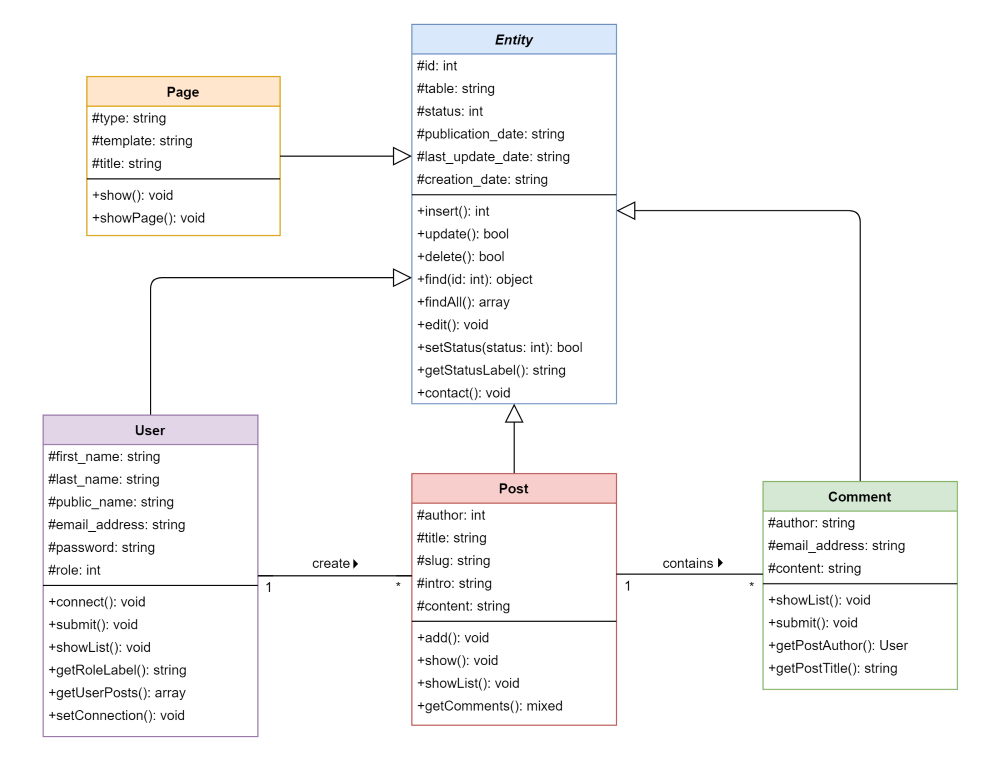 Entity
#id: int
#table: string
#status: int
#publication_date: string
#last_update_date: string
#creation_date: string
+insert(): int
+update(): bool
+delete(): bool
+find(id: int): object
+findAll(): array
+edit(): void
+setStatus(status: int): bool
+getStatusLabel(): string
+contact(): void
Page
#type: string
#template: string
#title: string
+show(): void
+showPage(): void
User
#first_name: string
#last_name: string
#public_name: string
#email_address: string
#password: string
#role: int
+connect(): void
+submit(): void
+showList(): void
+getRoleLabel(): string
+getUserPosts(): array
+setConnection(): void
create
1
*
Post
#author: int
#title: string
#slug: string
#intro: string
#content: string
+add(): void
+show(): void
+showList(): void
+getComments(): mixed
contains
1
*
Comment
#author: string
#email_address: string
#content: string
+showList(): void
+submit(): void
+getPostAuthor(): User
+getPostTitle(): string